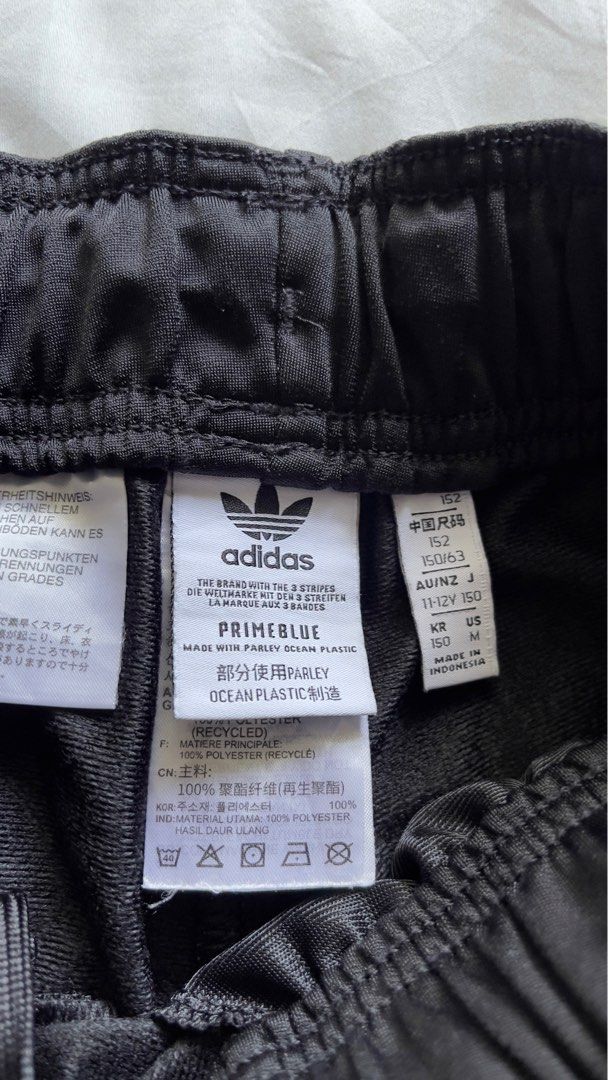 RHEITSHINWEIS:
SCHNELLEM
HEN AUF
BÖDEN KANN ES
UNGSPUNKTEN
RENNUNGEN
N GRADES
adidas
THE BRAND WITH THE 3 STRIPES
DIE WELTMARKE MIT DEN 3 STREIFEN
LA MARQUE AUX 3 BANDES
PRIMEBLUE
MADE WITH PARLEY OCEAN PLASTIC
部分使用PARLEY
OCEAN PLASTIC制造
100% POLYESTER
(RECYCLED)
F: MATIERE PRINCIPALE:
100% POLYESTER (RECYCLÉ)
CN: 主料:
100% 聚酯纤维(再生聚酯)
KOR: 주소재: 폴리에스터 100%
IND: MATERIAL UTAMA: 100% POLYESTER
HASIL DAUR ULANG
40
152
中国尺码
152
150/63
AU/NZ J
11-12Y 150
KR US
150 M
MADE IN
INDONESIA